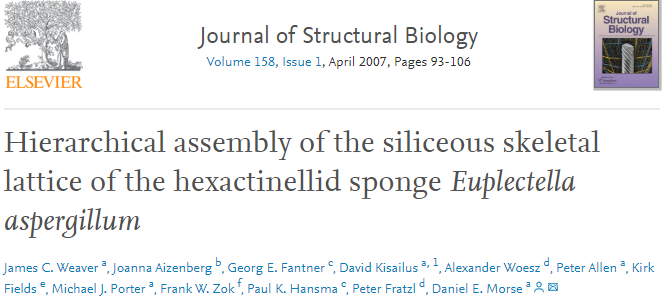 Journal of Structural Biology
Volume 158, Issue 1, April 2007, Pages 93-106
ELSEVIER
Journal of
Structural
Biology
Hierarchical assembly of the siliceous skeletal
lattice of the hexactinellid sponge Euplectella
aspergillum
James C. Weaver a, Joanna Aizenberg b, Georg E. Fantner c, David Kisailus a, 1, Alexander Woesz d, Peter Allen a, Kirk
Fields e, Michael J. Porter a, Frank W. Zok f, Paul K. Hansma c, Peter Fratzl d, Daniel E. Morse a